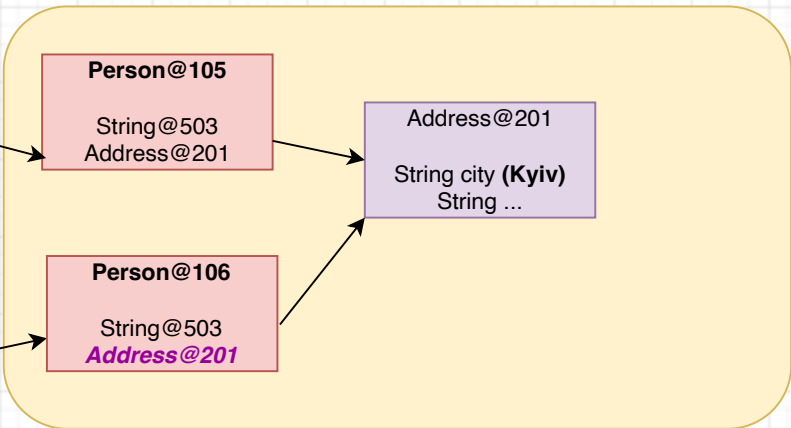 Person@105
String@503
Address@201
Address@201
String city (Kyiv)
String ...
Person@106
String@503
Address@201